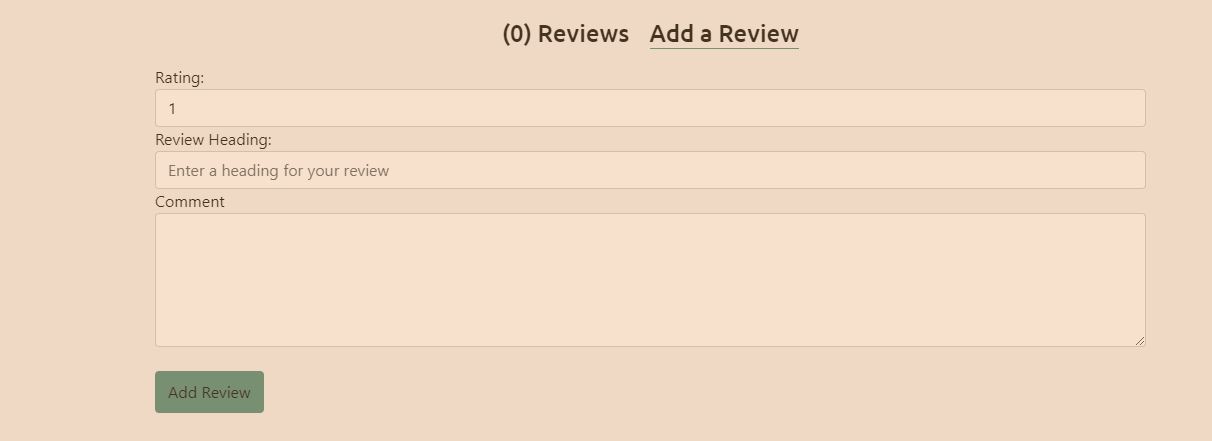 (0) Reviews Add a Review
Rating:
1
Review Heading:
Enter a heading for your review
Comment
Add Review